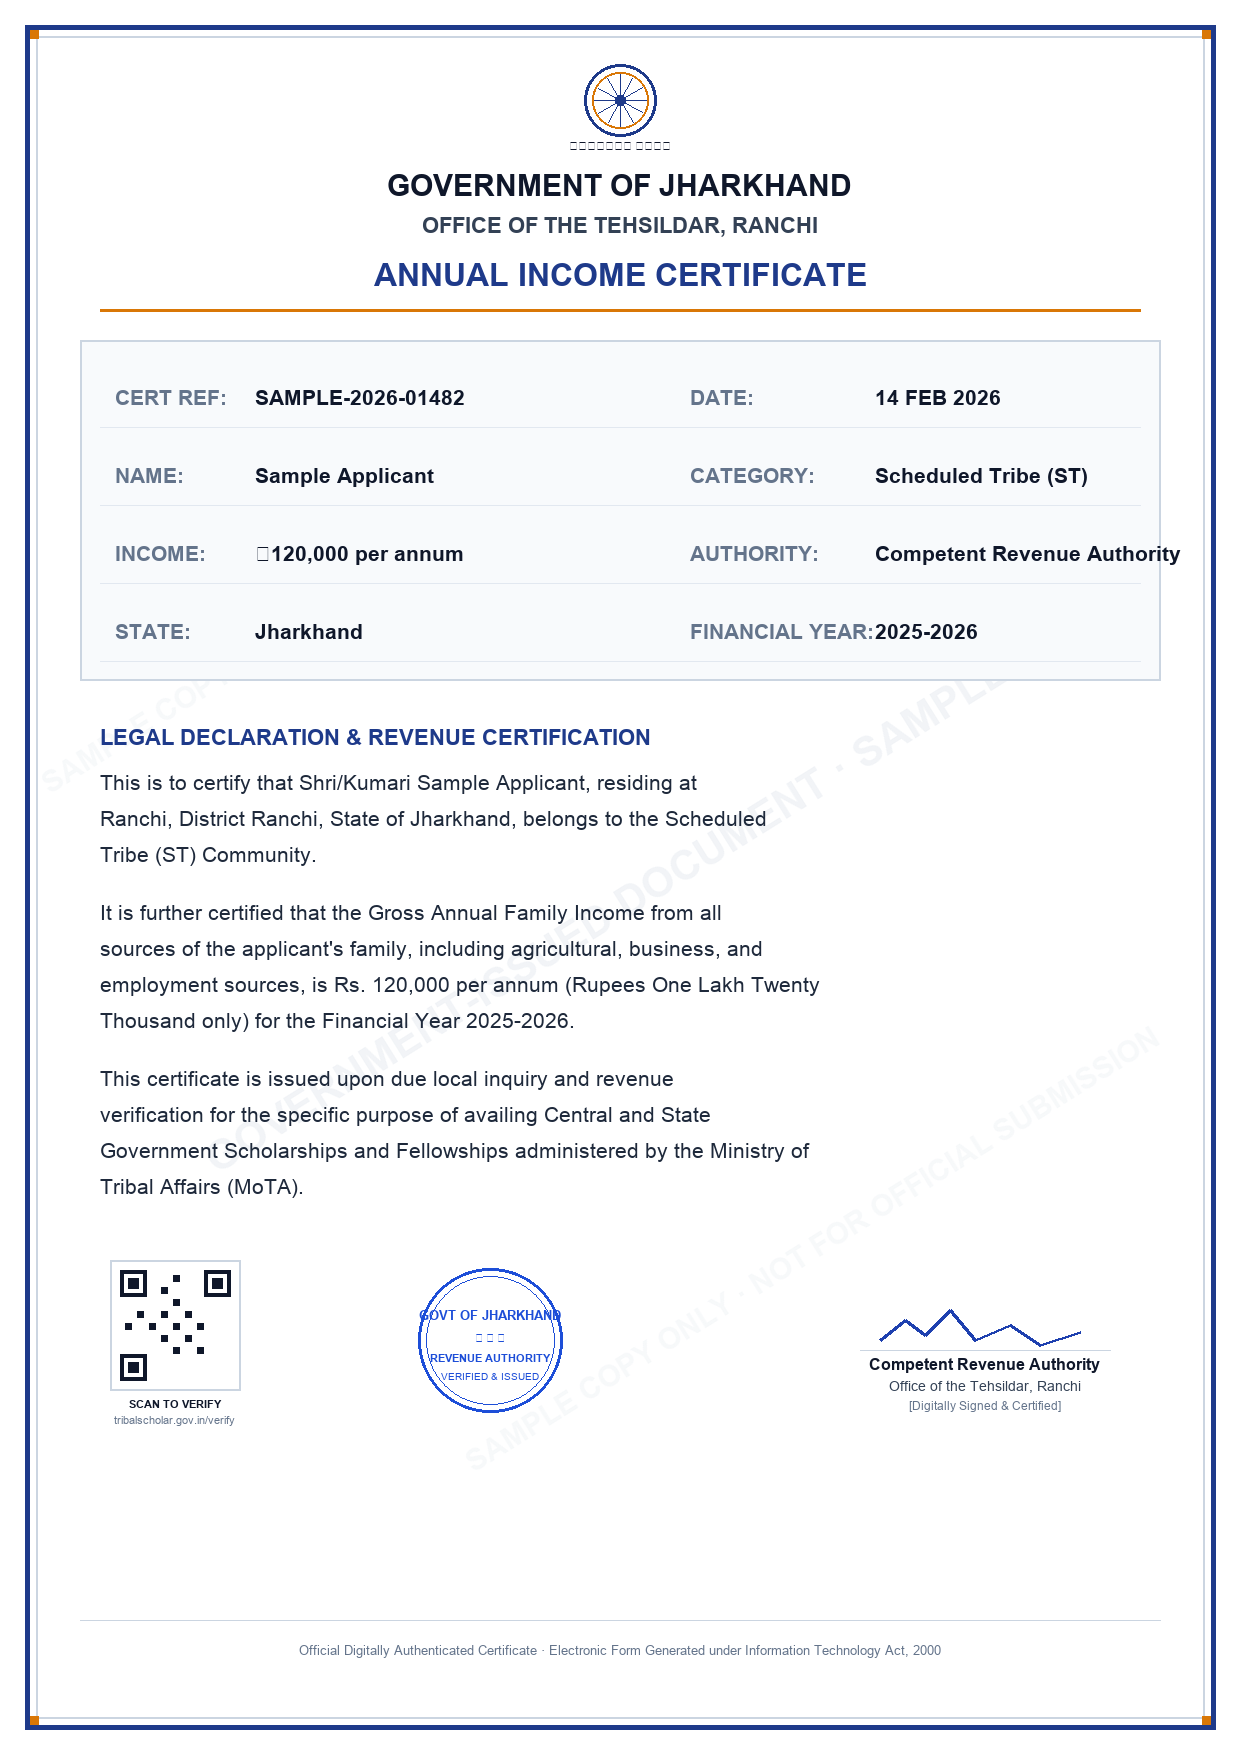 GOVERNMENT OF JHARKHAND
OFFICE OF THE TEHSILDAR, RANCHI
ANNUAL INCOME CERTIFICATE
CERT REF: SAMPLE-2026-01482 DATE: 14 FEB 2026
NAME: Sample Applicant CATEGORY: Scheduled Tribe (ST)
INCOME: 120,000 per annum AUTHORITY: Competent Revenue Authority
STATE: Jharkhand FINANCIAL YEAR: 2025-2026
SAMPLE COPY
GOVERNMENT-ISSUED DOCUMENT · SAMPLE
LEGAL DECLARATION & REVENUE CERTIFICATION
This is to certify that Shri/Kumari Sample Applicant, residing at
Ranchi, District Ranchi, State of Jharkhand, belongs to the Scheduled
Tribe (ST) Community.
It is further certified that the Gross Annual Family Income from all
sources of the applicant's family, including agricultural, business, and
employment sources, is Rs. 120,000 per annum (Rupees One Lakh Twenty
Thousand only) for the Financial Year 2025-2026.
This certificate is issued upon due local inquiry and revenue
verification for the specific purpose of availing Central and State
Government Scholarships and Fellowships administered by the Ministry of
Tribal Affairs (MoTA).
SAMPLE COPY ONLY · NOT FOR OFFICIAL SUBMISSION
SCAN TO VERIFY
tribalscholar.gov.in/verify
GOVT OF JHARKHAND
REVENUE AUTHORITY
VERIFIED & ISSUED
Competent Revenue Authority
Office of the Tehsildar, Ranchi
[Digitally Signed & Certified]
Official Digitally Authenticated Certificate · Electronic Form Generated under Information Technology Act, 2000